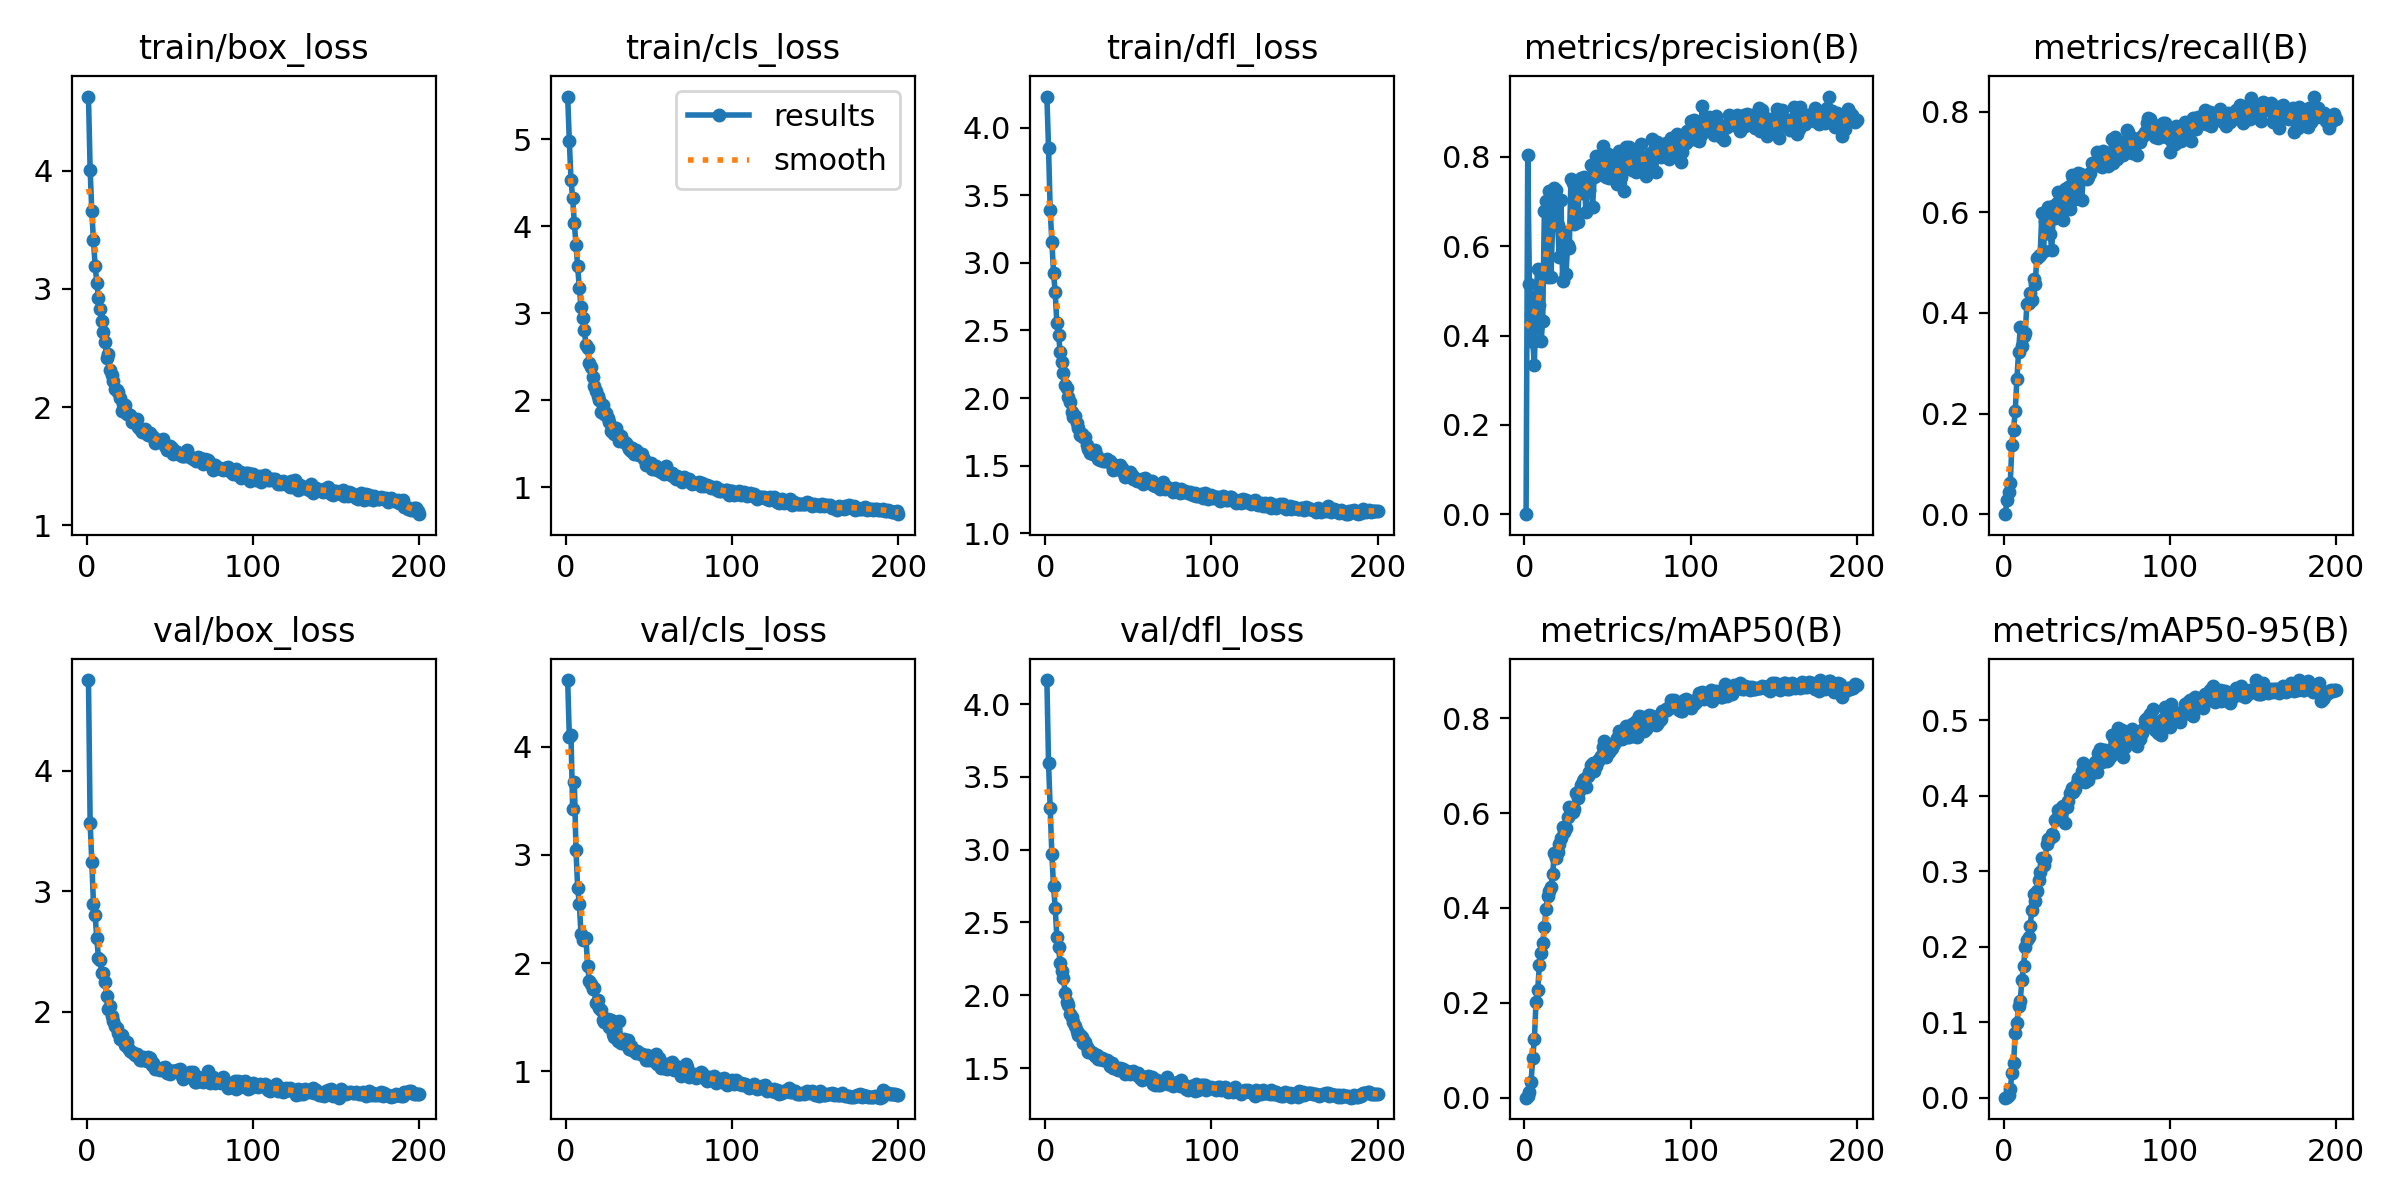 train/box_loss
4
3
2
1
0 100 200
train/cls_loss
results
smooth
5
4
3
2
1
0 100 200
train/dfl_loss
4.0
3.5
3.0
2.5
2.0
1.5
1.0
0 100 200
metrics/precision(B)
0.8
0.6
0.4
0.2
0.0
0 100 200
metrics/recall(B)
0.8
0.6
0.4
0.2
0.0
0 100 200
val/box_loss
4
3
2
0 100 200
val/cls_loss
4
3
2
1
0 100 200
val/dfl_loss
4.0
3.5
3.0
2.5
2.0
1.5
0 100 200
metrics/mAP50(B)
0.8
0.6
0.4
0.2
0.0
0 100 200
metrics/mAP50-95(B)
0.5
0.4
0.3
0.2
0.1
0.0
0 100 200